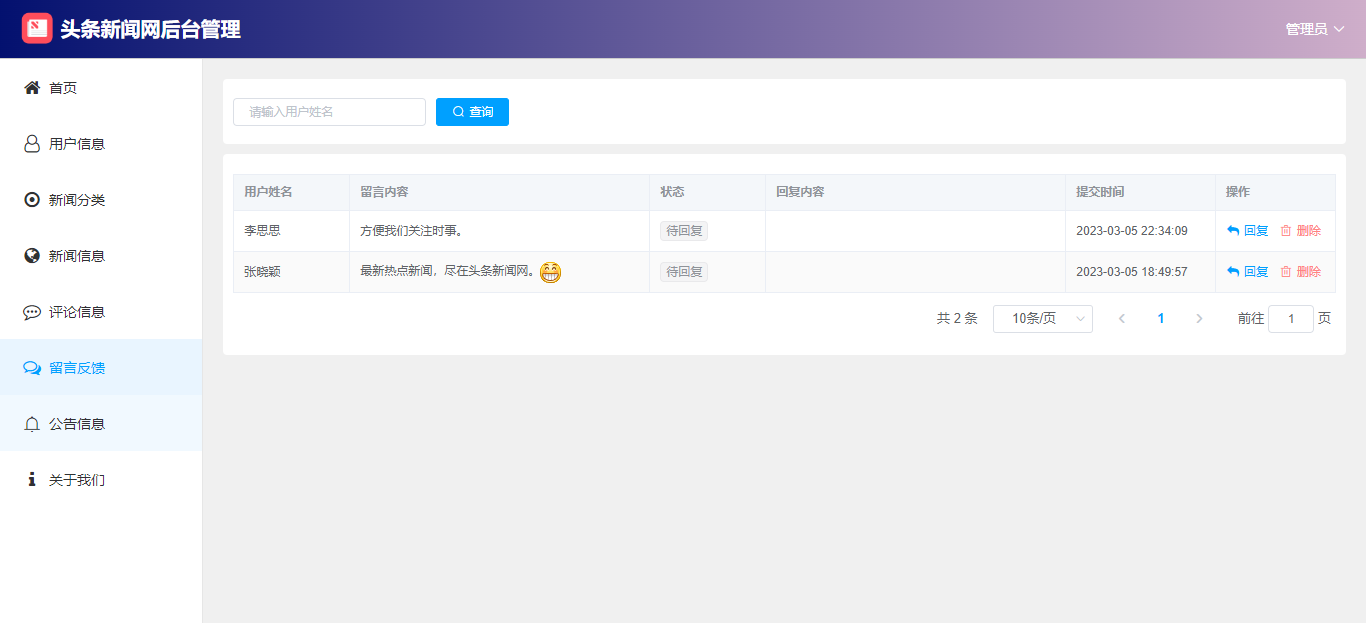 头条新闻网后台管理
管理员
首页
用户信息
新闻分类
新闻信息
评论信息
留言反馈
公告信息
关于我们
请输入用户姓名 查询
用户姓名 留言内容 状态 回复内容 提交时间 操作
李思思 方便我们关注时事。 待回复 2023-03-05 22:34:09 回复 删除
张晓颖 最新热点新闻，尽在头条新闻网。 待回复 2023-03-05 18:49:57 回复 删除
共 2 条 10条/页 1 前往 1 页